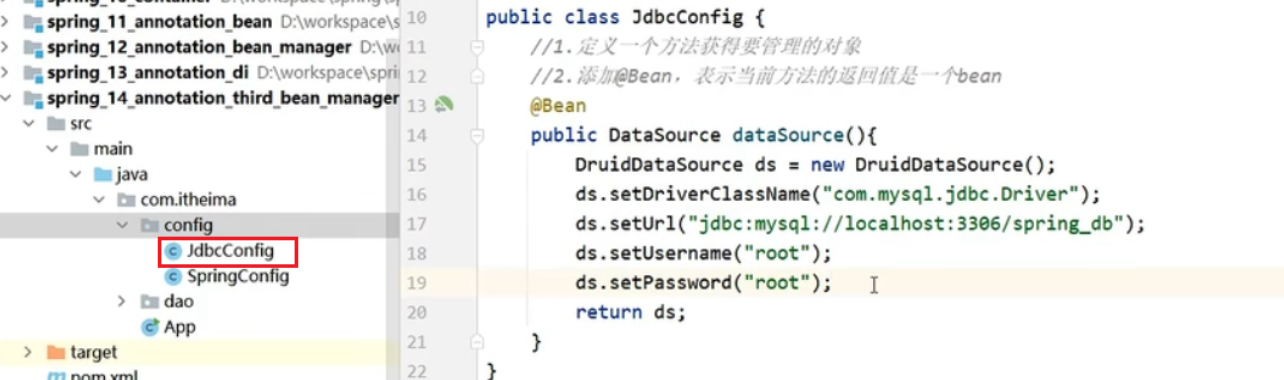 spring_11_annotation_bean D:\workspace\s
spring_12_annotation_bean_manager D:\wo
spring_13_annotation_di D:\workspace\sprin
spring_14_annotation_third_bean_manager
src
main
java
com.itheima
config
JdbcConfig
SpringConfig
dao
App
target
pom.xml
10 public class JdbcConfig {
11 //1.定义一个方法获得要管理的对象
12 //2.添加@Bean，表示当前方法的返回值是一个bean
13 @Bean
14 public DataSource dataSource(){
15 DruidDataSource ds = new DruidDataSource();
16 ds.setDriverClassName("com.mysql.jdbc.Driver");
17 ds.setUrl("jdbc:mysql://localhost:3306/spring_db");
18 ds.setUsername("root");
19 ds.setPassword("root");
20 return ds;
21 }
22 }